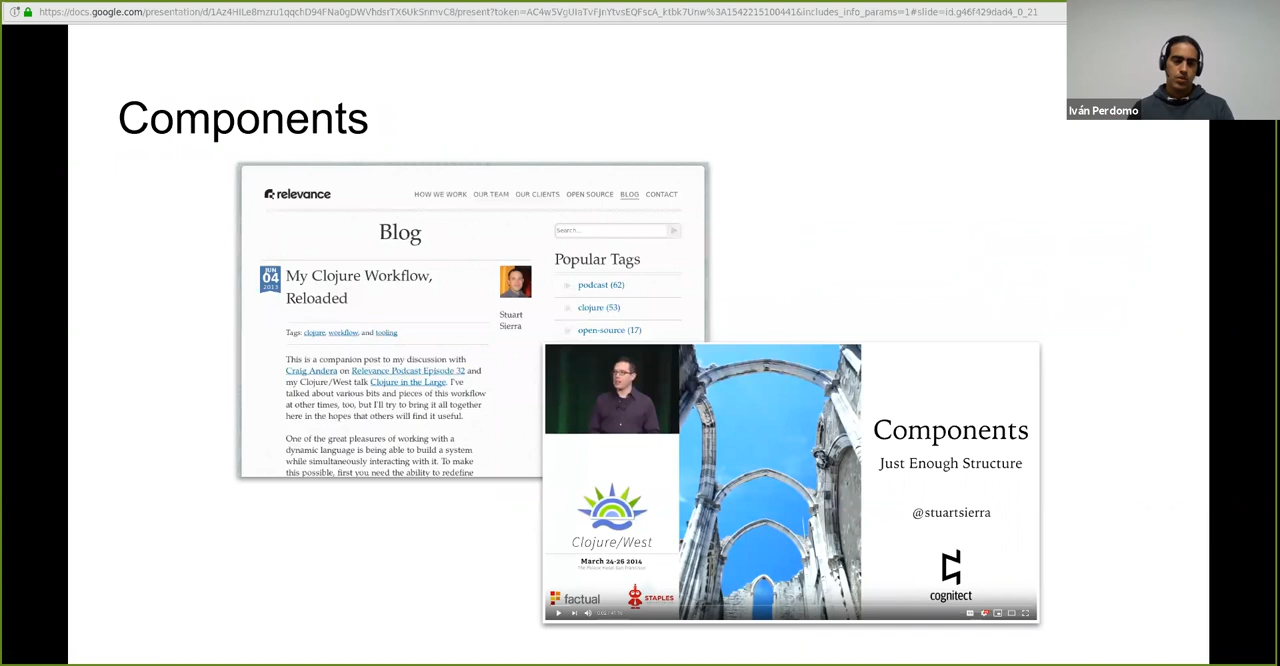 Iván Perdomo
Components
relevance
HOW WE WORK OUR TEAM OUR CLIENTS OPEN SOURCE BLOG CONTACT
Blog
Search...
Popular Tags
podcast (62)
clojure (53)
open-source (17)
JUN
04
2013
My Clojure Workflow,
Reloaded
Stuart
Sierra
Tags: clojure, workflow, and tooling
This is a companion post to my discussion with
Craig Andera on Relevance Podcast Episode 32 and
my Clojure/West talk Clojure in the Large. I've
talked about various bits and pieces of this workflow
at other times, too, but I'll try to bring it all together
here in the hopes that others will find it useful.
One of the great pleasures of working with a
dynamic language is being able to build a system
while simultaneously interacting with it. To make
this possible, first you need the ability to redefine
Clojure/West
March 24-26 2014
factual
STAPLES
Components
Just Enough Structure
@stuartsierra
cognitect